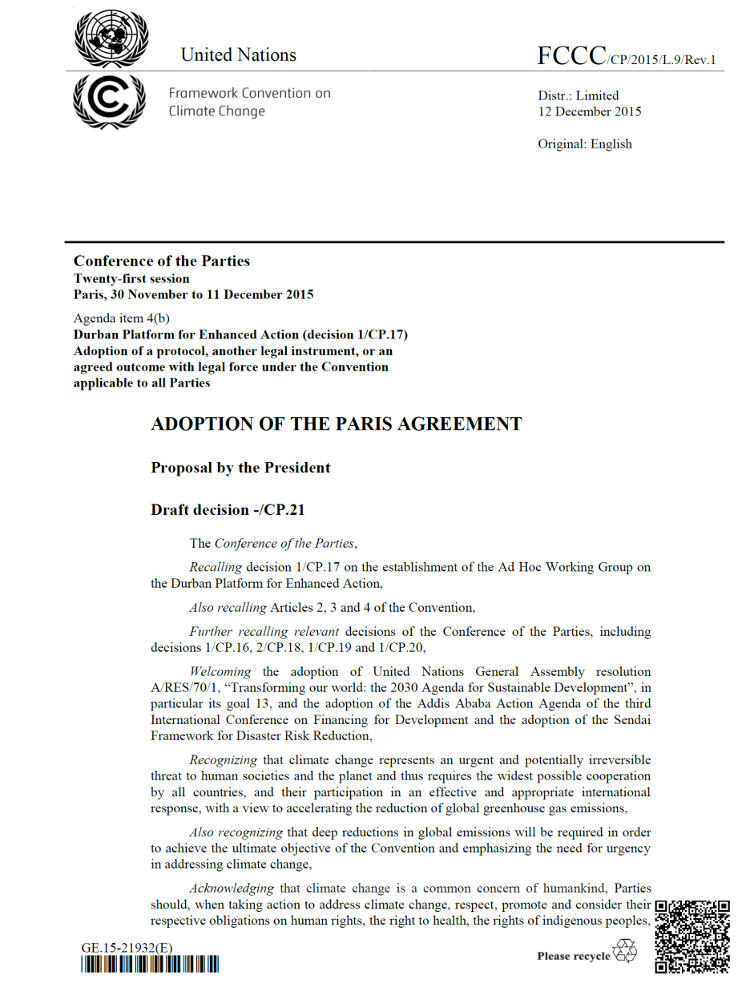 United Nations
FCCC/CP/2015/L.9/Rev.1
Framework Convention on
Climate Change
Distr.: Limited
12 December 2015
Original: English
Conference of the Parties
Twenty-first session
Paris, 30 November to 11 December 2015
Agenda item 4(b)
Durban Platform for Enhanced Action (decision 1/CP.17)
Adoption of a protocol, another legal instrument, or an
agreed outcome with legal force under the Convention
applicable to all Parties
ADOPTION OF THE PARIS AGREEMENT
Proposal by the President
Draft decision -/CP.21
The Conference of the Parties,
Recalling decision 1/CP.17 on the establishment of the Ad Hoc Working Group on
the Durban Platform for Enhanced Action,
Also recalling Articles 2, 3 and 4 of the Convention,
Further recalling relevant decisions of the Conference of the Parties, including
decisions 1/CP.16, 2/CP.18, 1/CP.19 and 1/CP.20,
Welcoming the adoption of United Nations General Assembly resolution
A/RES/70/1, “Transforming our world: the 2030 Agenda for Sustainable Development”, in
particular its goal 13, and the adoption of the Addis Ababa Action Agenda of the third
International Conference on Financing for Development and the adoption of the Sendai
Framework for Disaster Risk Reduction,
Recognizing that climate change represents an urgent and potentially irreversible
threat to human societies and the planet and thus requires the widest possible cooperation
by all countries, and their participation in an effective and appropriate international
response, with a view to accelerating the reduction of global greenhouse gas emissions,
Also recognizing that deep reductions in global emissions will be required in order
to achieve the ultimate objective of the Convention and emphasizing the need for urgency
in addressing climate change,
Acknowledging that climate change is a common concern of humankind, Parties
should, when taking action to address climate change, respect, promote and consider their
respective obligations on human rights, the right to health, the rights of indigenous peoples,
GE.15-21932(E)
Please recycle